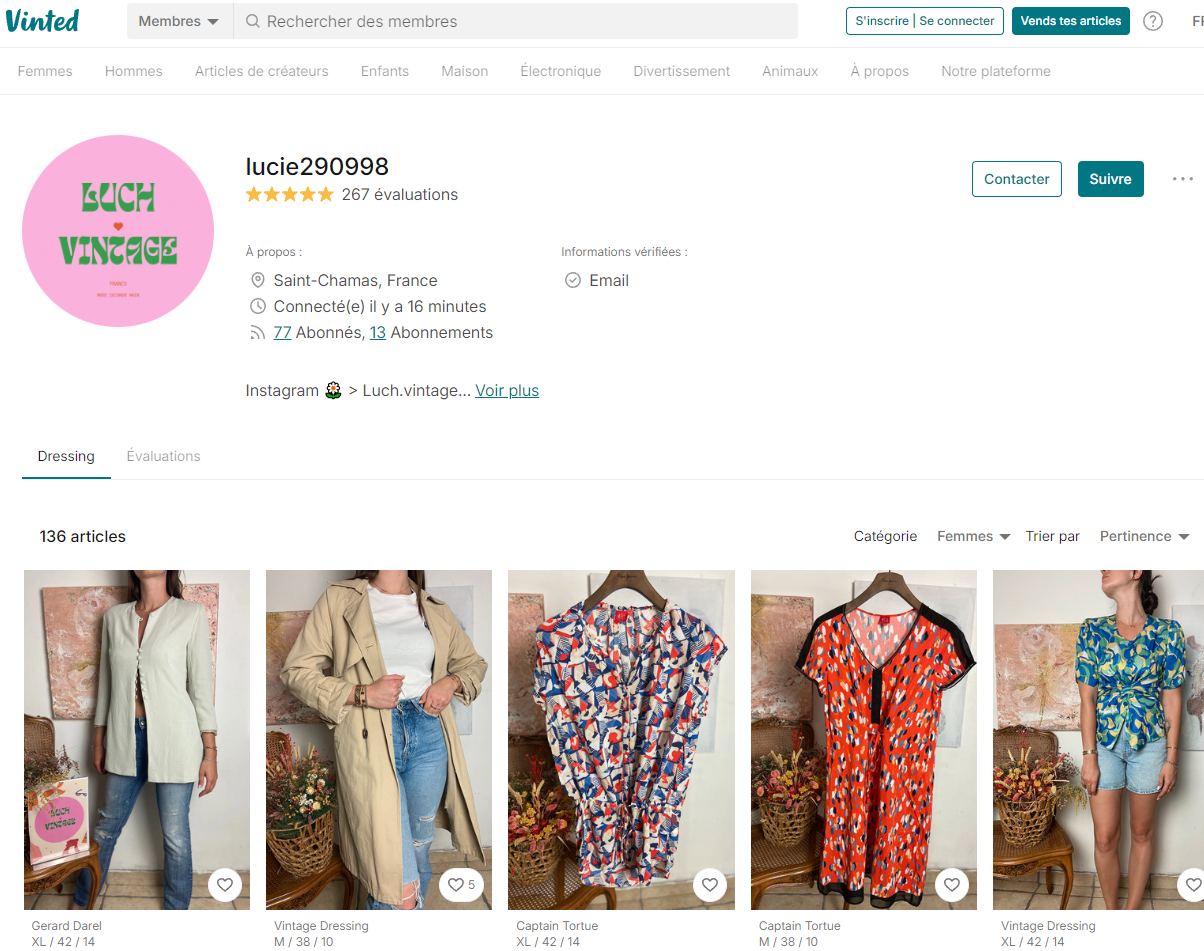 Vinted
Membres
Rechercher des membres
S'inscrire | Se connecter
Vends tes articles
?
FR
Femmes
Hommes
Articles de créateurs
Enfants
Maison
Électronique
Divertissement
Animaux
À propos
Notre plateforme
LUCH
VINTAGE
FRANCE
MODE SECONDE MAIN
lucie290998
267 évaluations
Contacter
Suivre
À propos :
Saint-Chamas, France
Connecté(e) il y a 16 minutes
77 Abonnés, 13 Abonnements
Informations vérifiées :
Email
Instagram > Luch.vintage... Voir plus
Dressing
Évaluations
136 articles
Catégorie
Femmes
Trier par
Pertinence
LUCH
VINTAGE
5
Gerard Darel
XL / 42 / 14
Vintage Dressing
M / 38 / 10
Captain Tortue
XL / 42 / 14
Captain Tortue
M / 38 / 10
Vintage Dressing
XL / 42 / 14